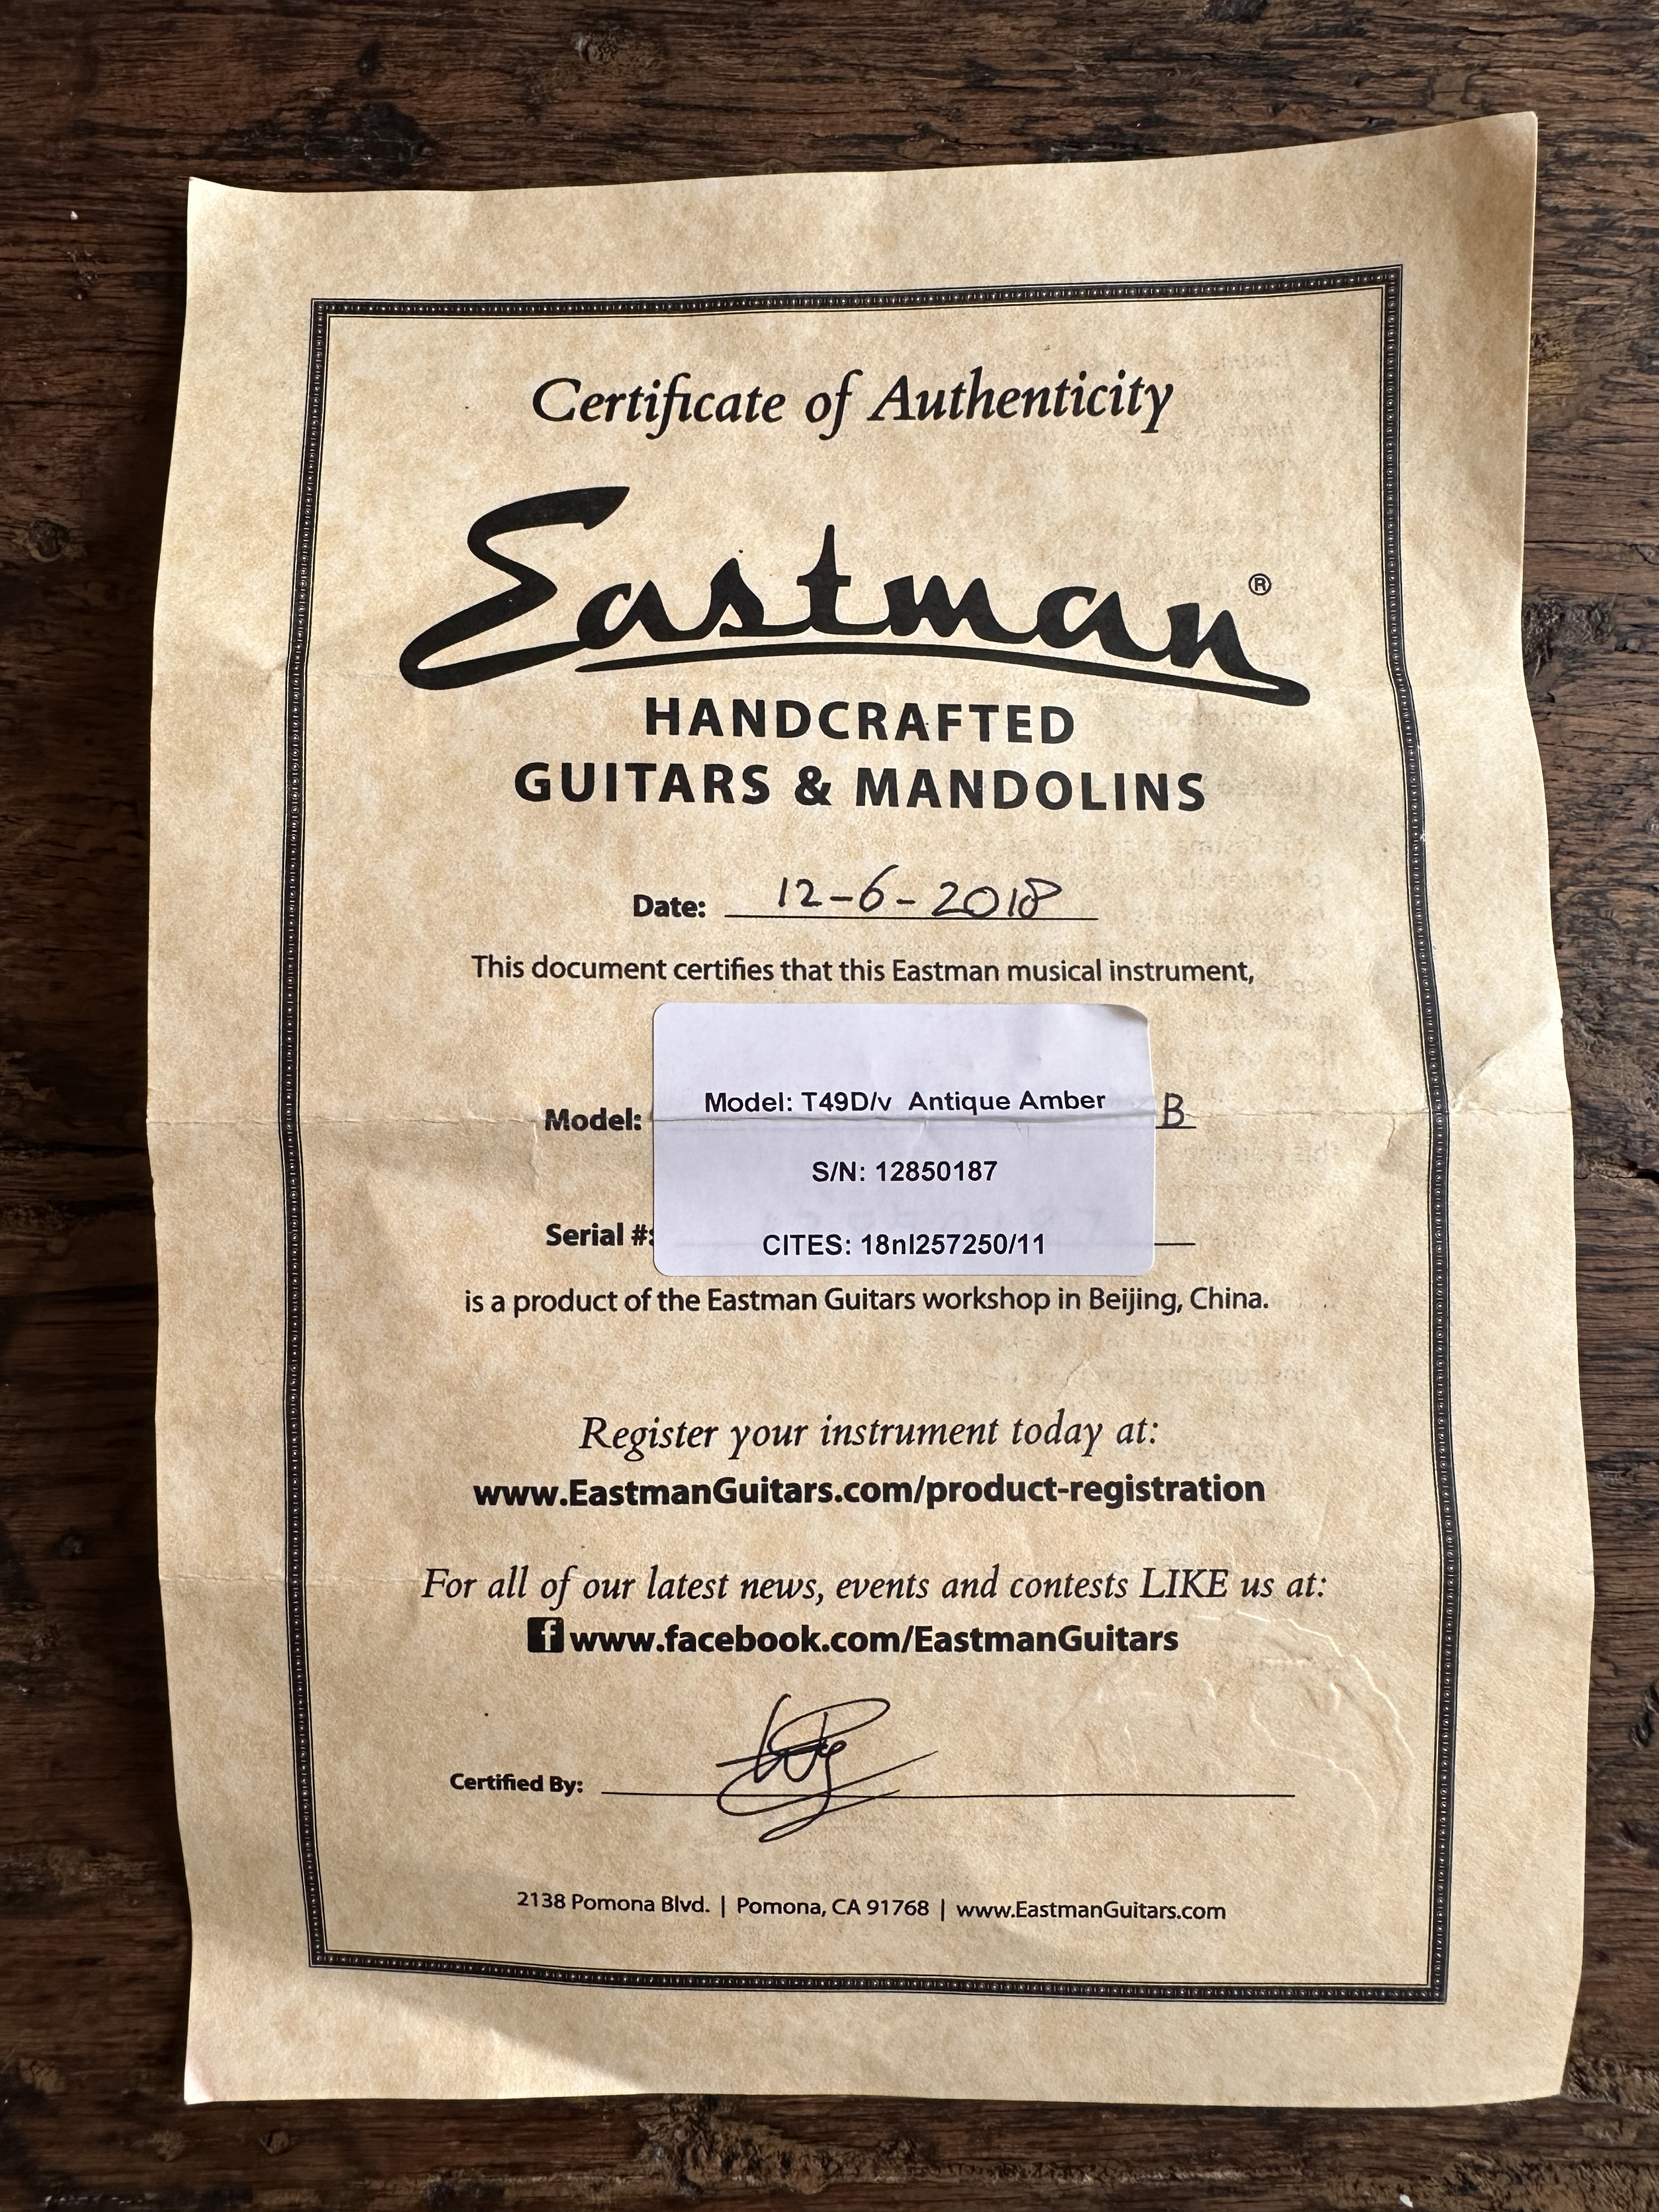 Certificate of Authenticity
Eastman®
HANDCRAFTED
GUITARS & MANDOLINS
Date: 12-6-2018
This document certifies that this Eastman musical instrument,
Model: Model: T49D/v Antique Amber B
S/N: 12850187
Serial #: CITES: 18nl257250/11
is a product of the Eastman Guitars workshop in Beijing, China.
Register your instrument today at:
www.EastmanGuitars.com/product-registration
For all of our latest news, events and contests LIKE us at:
f www.facebook.com/EastmanGuitars
Certified By:
2138 Pomona Blvd. | Pomona, CA 91768 | www.EastmanGuitars.com